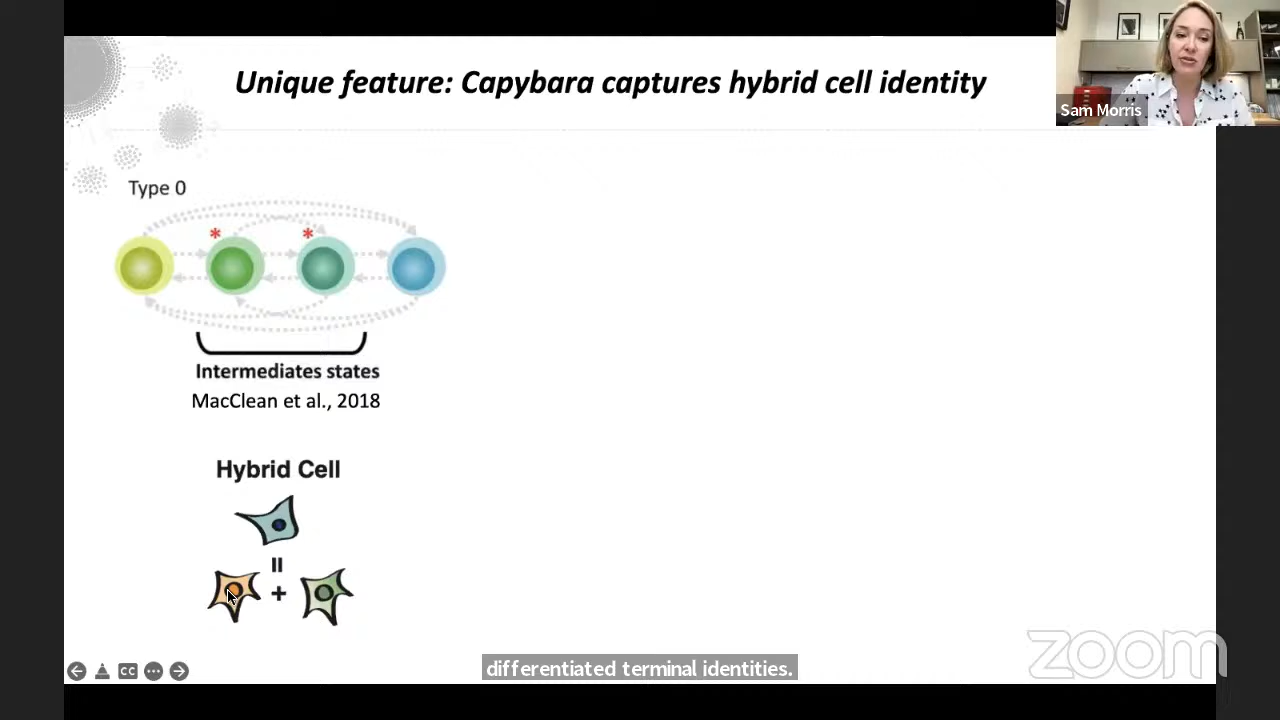 Unique feature: Capybara captures hybrid cell identity
Sam Morris
Type 0
* *
Intermediates states
MacClean et al., 2018
Hybrid Cell
=
+
CC
differentiated terminal identities.
zoom